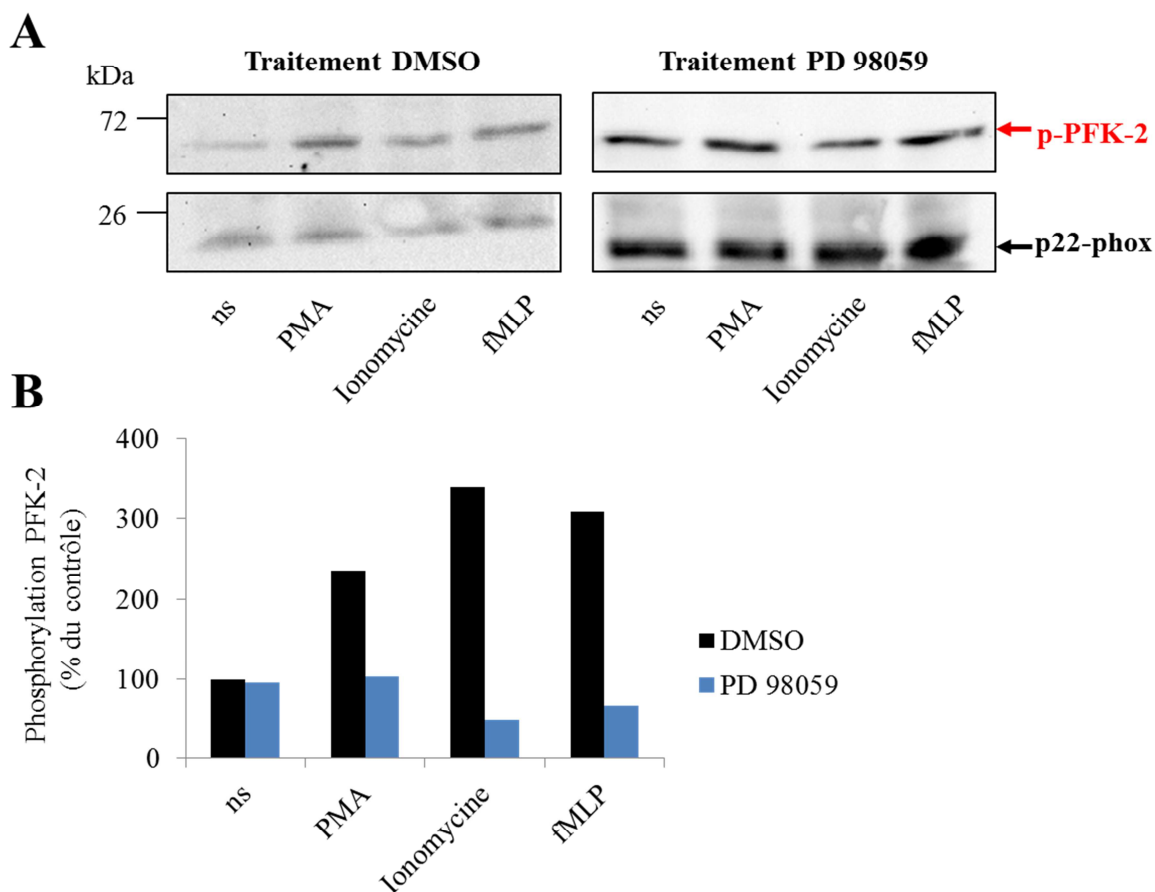 A
Traitement DMSO
Traitement PD 98059
kDa
72
p-PFK-2
26
p22-phox
ns
PMA
Ionomycine
fMLP
ns
PMA
Ionomycine
fMLP
B
Phosphorylation PFK-2
(% du contrôle)
400
300
200
100
0
DMSO
PD 98059
ns
PMA
Ionomycine
fMLP